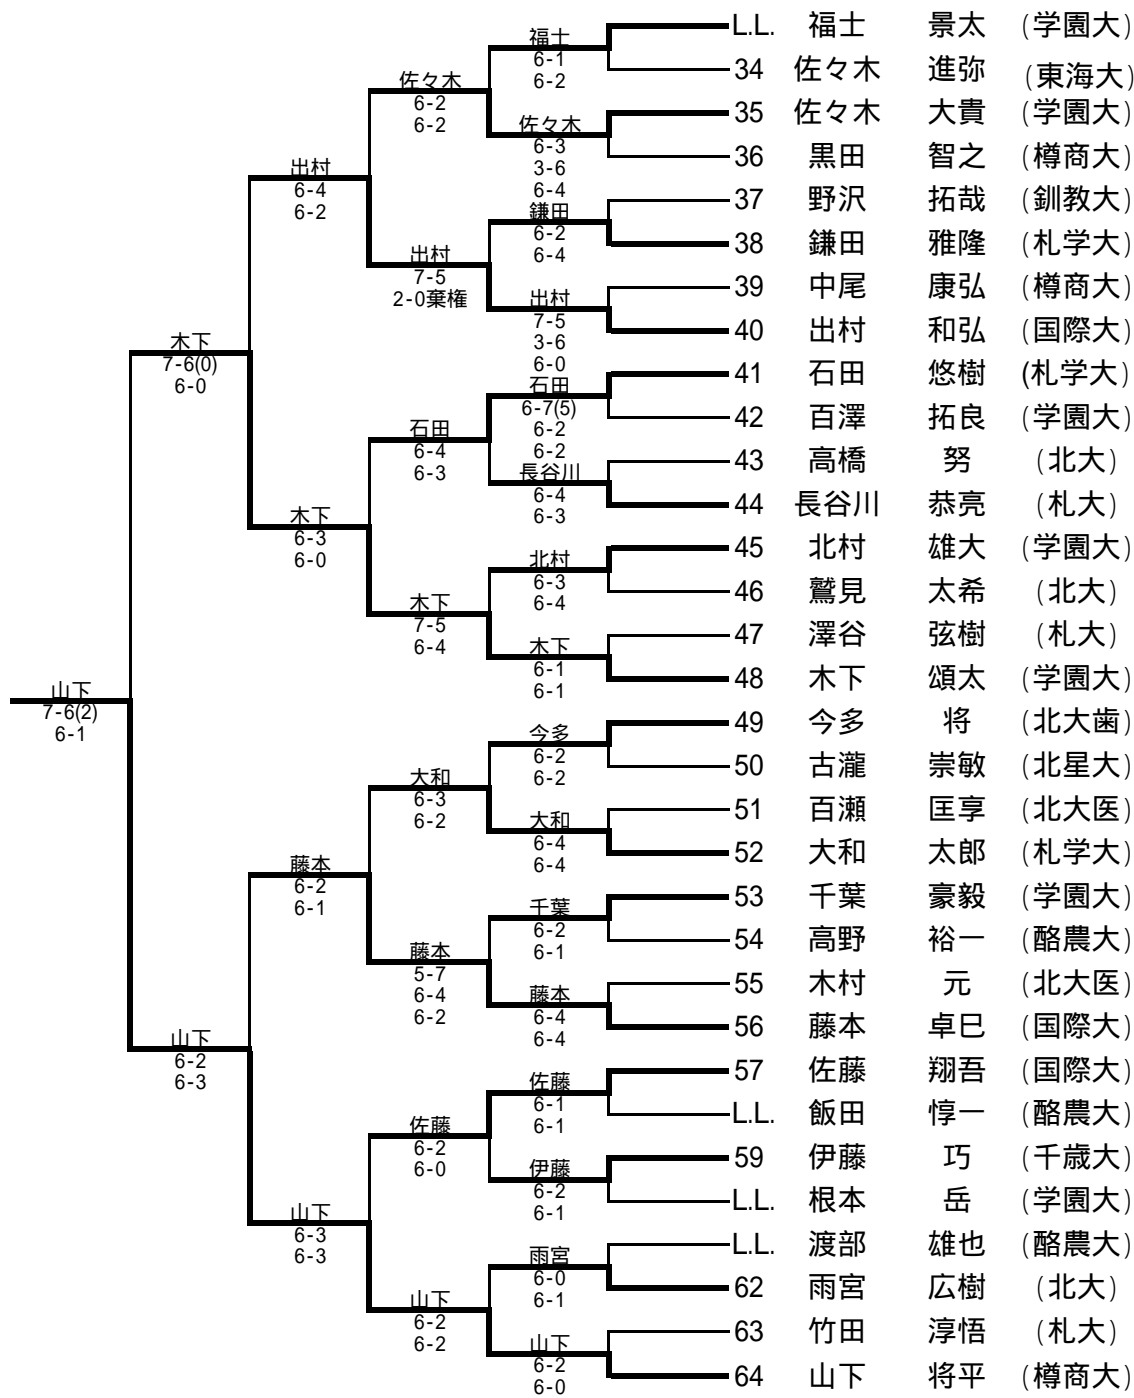 L.L. 福士 景太 (学園大)
34 佐々木 進弥 (東海大)
35 佐々木 大貴 (学園大)
36 黒田 智之 (樽商大)
37 野沢 拓哉 (釧教大)
38 鎌田 雅隆 (札学大)
39 中尾 康弘 (樽商大)
40 出村 和弘 (国際大)
41 石田 悠樹 (札学大)
42 百澤 拓良 (学園大)
43 高橋 努 (北大)
44 長谷川 恭亮 (札大)
45 北村 雄大 (学園大)
46 鷲見 太希 (北大)
47 澤谷 弦樹 (札大)
48 木下 頌太 (学園大)
49 今多 将 (北大歯)
50 古瀧 崇敏 (北星大)
51 百瀬 匡享 (北大医)
52 大和 太郎 (札学大)
53 千葉 豪毅 (学園大)
54 高野 裕一 (酪農大)
55 木村 元 (北大医)
56 藤本 卓巳 (国際大)
57 佐藤 翔吾 (国際大)
L.L. 飯田 惇一 (酪農大)
59 伊藤 巧 (千歳大)
L.L. 根本 岳 (学園大)
L.L. 渡部 雄也 (酪農大)
62 雨宮 広樹 (北大)
63 竹田 淳悟 (札大)
64 山下 将平 (樽商大)
福士
6-1
6-2
佐々木
6-3
3-6
6-4
鎌田
6-2
6-4
出村
7-5
3-6
6-0
石田
6-7(5)
6-2
6-2
長谷川
6-4
6-3
北村
6-3
6-4
木下
6-1
6-1
今多
6-2
6-2
大和
6-4
6-4
千葉
6-2
6-1
藤本
6-4
6-4
佐藤
6-1
6-1
伊藤
6-2
6-1
雨宮
6-0
6-1
山下
6-2
6-0
佐々木
6-2
6-2
出村
7-5
2-0棄権
石田
6-4
6-3
木下
7-5
6-4
大和
6-3
6-2
藤本
5-7
6-4
6-2
佐藤
6-2
6-0
山下
6-2
6-2
出村
6-4
6-2
木下
6-3
6-0
藤本
6-2
6-1
山下
6-3
6-3
木下
7-6(0)
6-0
山下
6-2
6-3
山下
7-6(2)
6-1